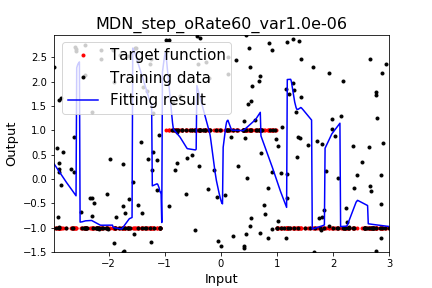 MDN_step_oRate60_var1.0e-06
Target function
Training data
Fitting result
2.5
2.0
1.5
1.0
0.5
0.0
−0.5
−1.0
−1.5
Output
−2
−1
0
1
2
3
Input